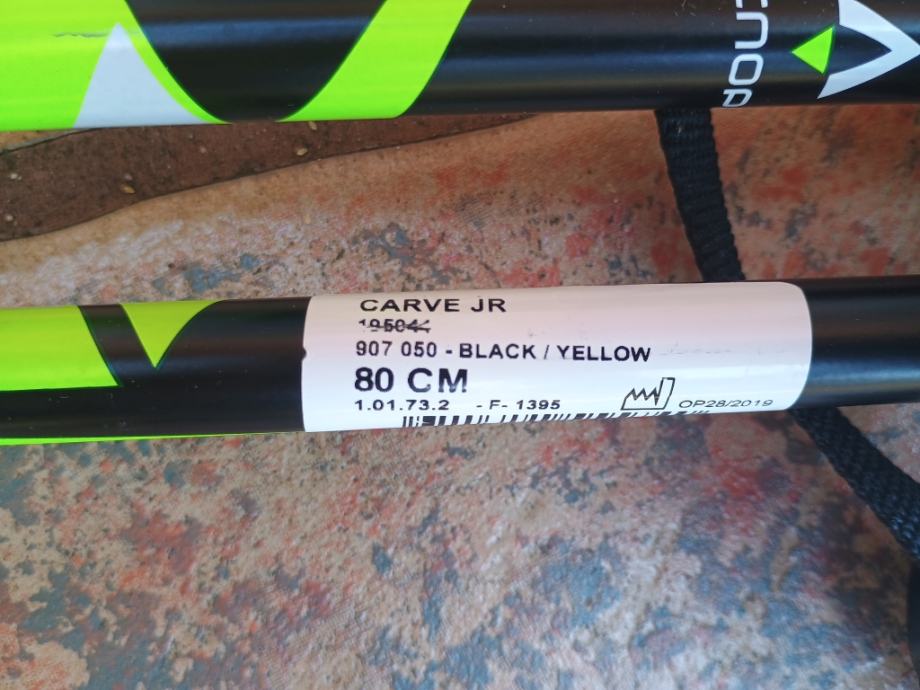 CARVE JR
195044
907 050 - BLACK / YELLOW
80 CM
1.01.73.2 - F- 1395
OP28/2019